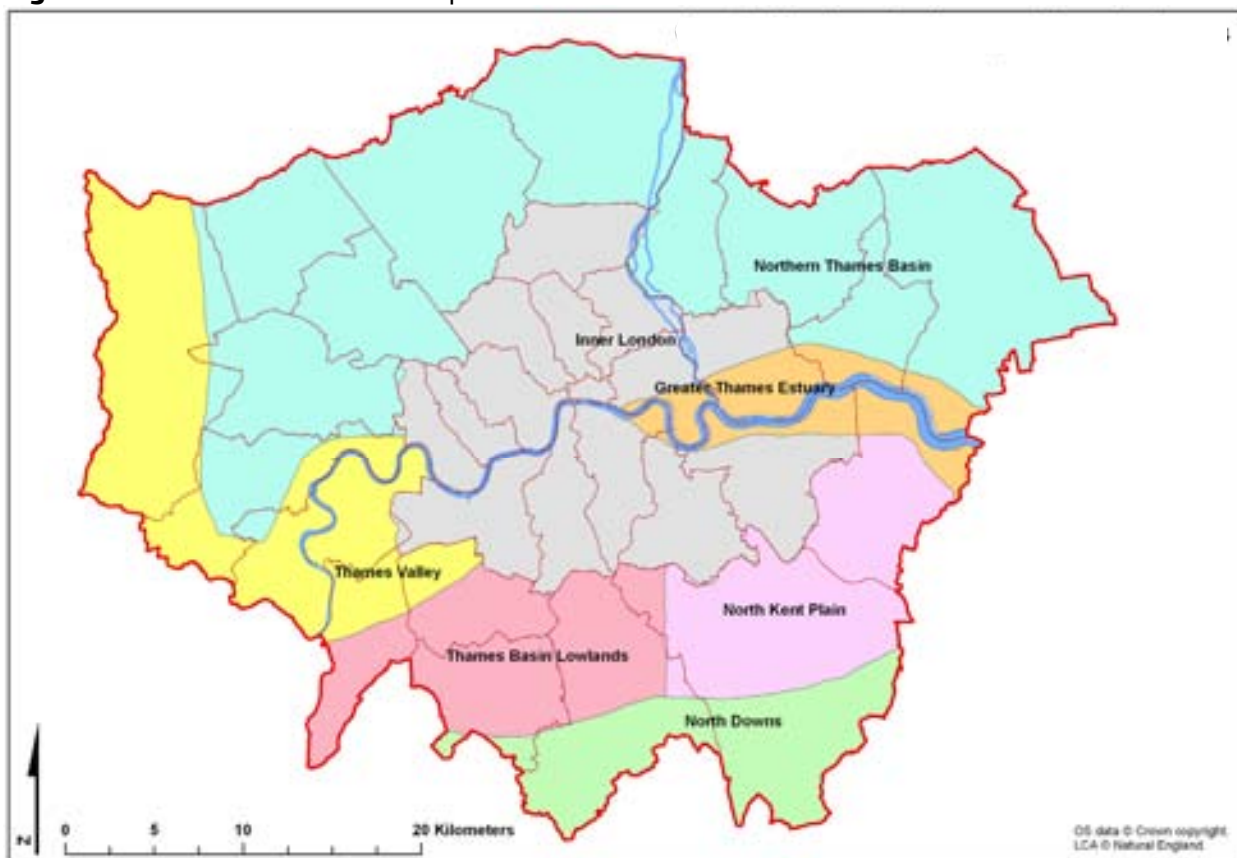 Northern Thames Basin
Inner London
Greater Thames Estuary
Thames Valley
North Kent Plain
Thames Basin Lowlands
North Downs
N
0 5 10 20 Kilometers
OS data © Crown copyright.
LCA © Natural England.